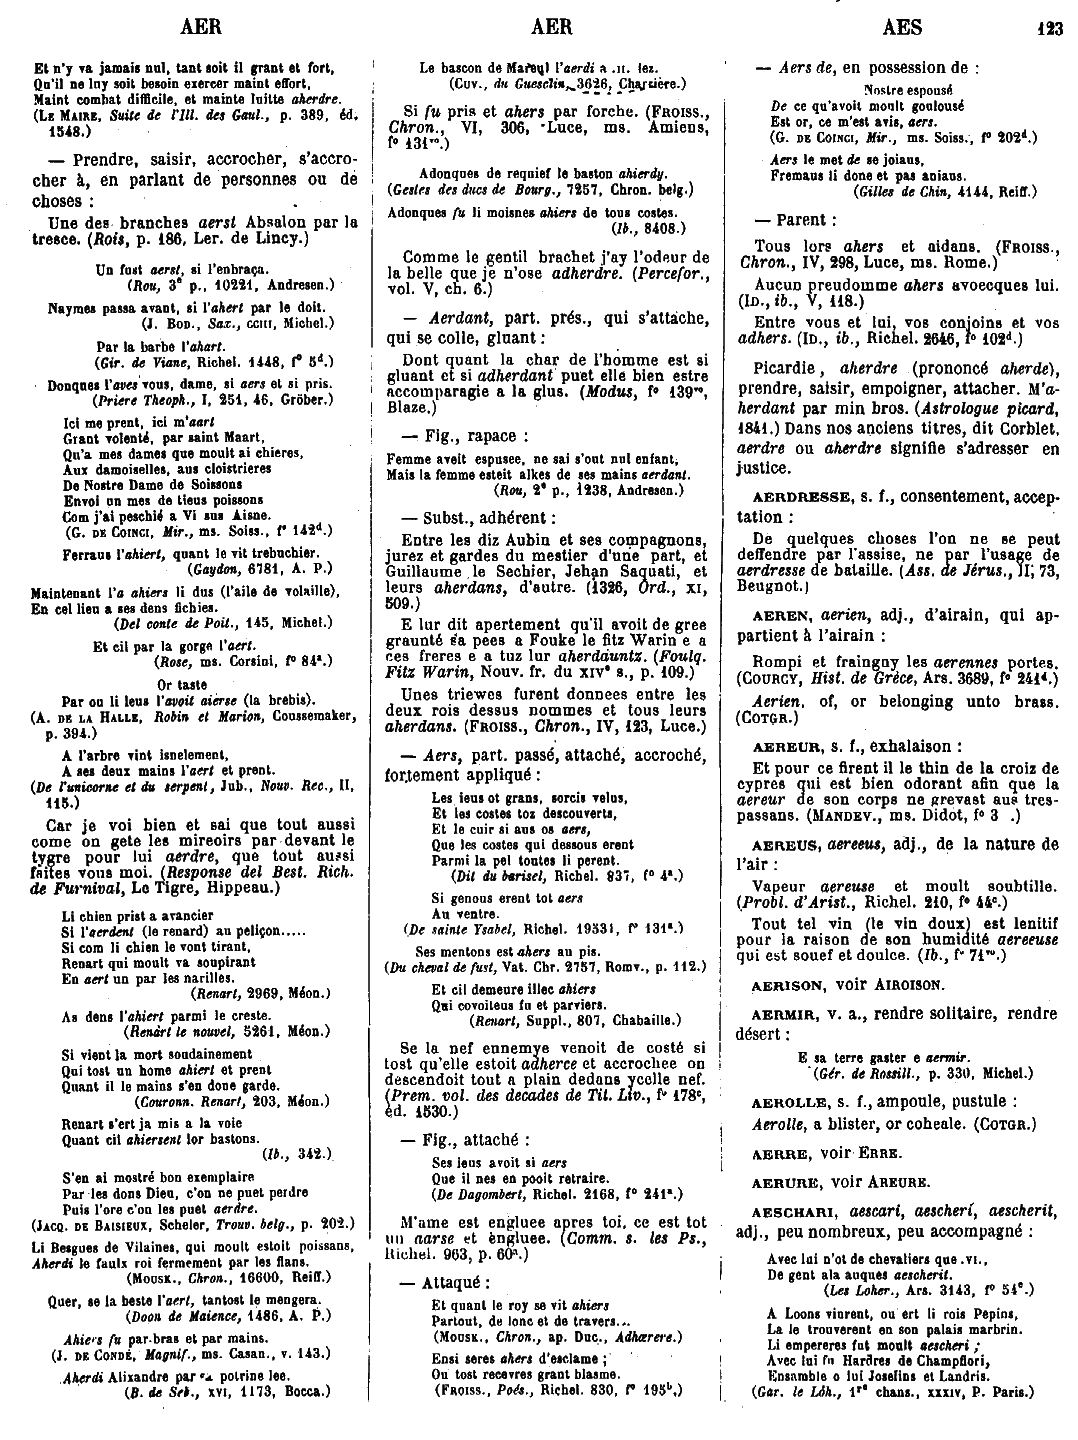 AER
AER
AES
123
Et n'y va jamais nul, tant soit il grant et fort,
Qu'il ne luy soit besoin exercer maint effort,
Maint combat difficile, et mainte luitte aherdre.
(LE MAIRE, Suite de l'Ill. des Gaul., p. 389, éd.
1548.)
— Prendre, saisir, accrocher, s'accro-
cher à, en parlant de personnes ou de
choses :
Une des branches aerst Absalon par la
tresce. (Rois, p. 186, Ler. de Lincy.)
Un fust aerst, si l'enbraça.
(Rou, 3e p., 10221, Andresen.)
Naymes passa avant, si l'ahert par le doit.
(J. BOD., Sax., CCIII, Michel.)
Par la barbe l'ahart.
(Gir. de Viane, Richel. 1448, f° 5d.)
Donques l'aves vous, dame, si aers et si pris.
(Priere Theoph., I, 251, 46, Gröber.)
Ici me prent, ici m'aart
Grant volenté, par saint Maart,
Qu'a mes dames que moult ai chieres,
Aux damoiselles, aus cloistrieres
De Nostre Dame de Soissons
Envoi un mes de tieus poissons
Com j'ai peschié a Vi sus Aisne.
(G. DE COINCI, Mir., ms. Soiss., f° 142d.)
Ferraus l'ahiert, quant le vit trebuchier.
(Gaydon, 6781, A. P.)
Maintenant l'a ahiers li dus (l'aile de volaille),
En cel lieu a ses dens fichies.
(Del conte de Poit., 145, Michel.)
Et cil par la gorge l'aert.
(Rose, ms. Corsini, f° 84a.)
Or taste
Par ou li leus l'avoit aierse (la brebis).
(A. DE LA HALLE, Robin et Marion, Coussemaker,
p. 394.)
A l'arbre vint isnelement,
A ses deux mains l'aert et prent.
(De l'unicorne et du serpent, Jub., Nouv. Rec., II,
115.)
Car je voi bien et sai que tout aussi
come on gete les mireoirs par devant le
tygre pour lui aerdre, que tout aussi
faites vous moi. (Response del Best. Rich.
de Furnival, Le Tigre, Hippeau.)
Li chien prist a avancier
Si l'aerdent (le renard) au peliçon.....
Si com li chien le vont tirant,
Renart qui moult va soupirant
En aert un par les narilles.
(Renart, 2969, Méon.)
As dens l'ahiert parmi le creste.
(Renart le nouvel, 5261, Méon.)
Si vient la mort soudainement
Qui tost un home ahiert et prent
Quant il le mains s'en done garde.
(Couronn. Renart, 203, Méon.)
Renart s'ert ja mis a la voie
Quant cil ahiersent lor bastons.
(Ib., 342.)
S'en ai mostré bon exemplaire
Par les dons Dieu, c'on ne puet perdre
Puis l'ore c'on les puet aerdre.
(JACQ. DE BAISIEUX, Scheler, Trouv. belg., p. 202.)
Li Besgues de Vilaines, qui moult estoit poissans,
Aherdi le faulx roi fermement par les flans.
(MOUSK., Chron., 16600, Reiff.)
Quer, se la beste l'aert, tantost le mengera.
(Doon de Maience, 1486, A. P.)
Ahiers fu par bras et par mains.
(J. DE CONDÉ, Magnif., ms. Casan., v. 143.)
Aherdi Alixandre par potrine lee.
(B. de Seb., XVI, 1173, Bocca.)
Le bascon de Mareul l'aerdi a .II. lez.
(CUV., du Guesclin, 3626, Charrière.)
Si fu pris et ahers par forche. (FROISS.,
Chron., VI, 306, Luce, ms. Amiens,
f° 131vo.)
Adonques de requief le baston ahierdy.
(Gestes des ducs de Bourg., 7257, Chron. belg.)
Adonques fu li moisnes ahiers de tous costes.
(Ib., 8408.)
Comme le gentil brachet j'ay l'odeur de
la belle que je n'ose adherdre. (Percefor.,
vol. V, ch. 6.)
— Aerdant, part. prés., qui s'attache,
qui se colle, gluant :
Dont quant la char de l'homme est si
gluant et si adherdant puet elle bien estre
accomparagie a la glus. (Modus, f° 139vo,
Blaze.)
— Fig., rapace :
Femme aveit espusee, ne sai s'out nul enfant,
Mais la femme esteit alkes de ses mains aerdant.
(Rou, 2e p., 1238, Andresen.)
— Subst., adhérent :
Entre les diz Aubin et ses compagnons,
jurez et gardes du mestier d'une part, et
Guillaume le Sechier, Jehan Saquati, et
leurs aherdans, d'eutre. (1326, Ord., XI,
509.)
E lur dit apertement qu'il avoit de gree
graunté sa pees a Fouke le fitz Warin e a
ces freres e a tuz lur aherdauntz. (Foulq.
Fitz Warin, Nouv. fr. du XIVe s., p. 109.)
Unes triewes furent donnees entre les
deux rois dessus nommes et tous leurs
aherdans. (FROISS., Chron., IV, 123, Luce.)
— Aers, part. passé, attaché, accroché,
fortement appliqué :
Les ieus ot grans, sorcis velus,
Et les costes toz descouverts,
Et le cuir si aus os aers,
Que les costes qui dessous erent
Parmi la pel toutes li perent.
(Dit du barisel, Richel. 837, f° 4a.)
Si genous erent tot aers
Au ventre.
(De sainte Ysabel, Richel. 19531, f° 131a.)
Ses mentons est ahers au pis.
(Du cheval de fust, Vat. Chr. 2757, Romv., p. 112.)
Et cil demeure illec ahiers
Qui covoiteus fu et parviers.
(Renart, Suppl., 807, Chabaille.)
Se la nef ennemye venoit de costé si
tost qu'elle estoit adherce et accrochee on
descendoit tout a plain dedans ycelle nef.
(Prem. vol. des decades de Tit. Liv., f° 178c,
éd. 1530.)
— Fig., attaché :
Ses ieus avoit si aers
Que il nes en pooit retraire.
(De Dagombert, Richel. 2168, f° 241a.)
M'ame est engluee apres toi, ce est tot
un aarse et engluee. (Comm. s. les Ps.,
Richel. 963, p. 60a.)
— Attaqué :
Et quant le roy se vit ahiers
Partout, de lonc et de travers...
(MOUSK., Chron., ap. Duc., Adhærere.)
Ensi seres ahers d'esclame ;
Ou tost recevres grant blasme.
(FROISS., Poés., Richel. 830, f° 195b.)
— Aers de, en possession de :
Nostre espousé
De ce qu'avoit moult goulousé
Est or, ce m'est avis, aers.
(G. DE COINCI, Mir., ms. Soiss., f° 202d.)
Aers le met de se joians,
Fremaus li done et pas anians.
(Gilles de Chin, 4144, Reiff.)
— Parent :
Tous lors ahers et aidans. (FROISS.,
Chron., IV, 298, Luce, ms. Rome.)
Aucun preudomme ahers avoecques lui.
(ID., ib., V, 118.)
Entre vous et lui, vos conjoins et vos
adhers. (ID., ib., Richel. 2646, f° 102d.)
Picardie, aherdre (prononcé aherde),
prendre, saisir, empoigner, attacher. M'a-
herdant par min bros. (Astrologue picard,
1841.) Dans nos anciens titres, dit Corblet,
aerdre ou aherdre signifie s'adresser en
justice.
AERDRESSE, s. f., consentement, accep-
tation :
De quelques choses l'on ne se peut
deffendre par l'assise, ne par l'usage de
aerdresse de bataille. (Ass. de Jérus., II, 73,
Beugnot.)
AEREN, aerien, adj., d'airain, qui ap-
partient à l'airain :
Rompi et fraingny les aerennes portes.
(COURCY, Hist. de Grèce, Ars. 3689, f° 241d.)
Aerien, of, or belonging unto brass.
(COTGR.)
AEREUR, s. f., exhalaison :
Et pour ce firent il le thin de la croiz de
cypres qui est bien odorant afin que la
aereur de son corps ne grevast aus tres-
passans. (MANDEV., ms. Didot, f° 3 .)
AEREUS, aereeus, adj., de la nature de
l'air :
Vapeur aereuse et moult soubtille.
(Probl. d'Arist., Richel. 210, f° 44c.)
Tout tel vin (le vin doux) est lenitif
pour la raison de son humidité aereeuse
qui est souef et doulce. (Ib., f° 71vo.)
AERISON, voir AIROISON.
AERMIR, v. a., rendre solitaire, rendre
désert :
E sa terre gaster e aermir.
(Gér. de Rossill., p. 330, Michel.)
AEROLLE, s. f., ampoule, pustule :
Aerolle, a blister, or coheale. (COTGR.)
AERRE, voir ERRE.
AERURE, voir AREURE.
AESCHARI, aescari, aescheri, aescherit,
adj., peu nombreux, peu accompagné :
Avec lui n'ot de chevaliers que .VI.,
De gent ala auques aescherit.
(Les Loher., Ars. 3143, f° 54c.)
A Loons vinrent, ou ert li rois Pepins,
La le trouverent en son palais marbrin.
Li empereres fut moult aescheri ;
Avec lui fu Hardres de Champflori,
Ensamble o lui Josefins et Landris.
(Gar. le Loh., 1re chans., XXXIV, P. Paris.)